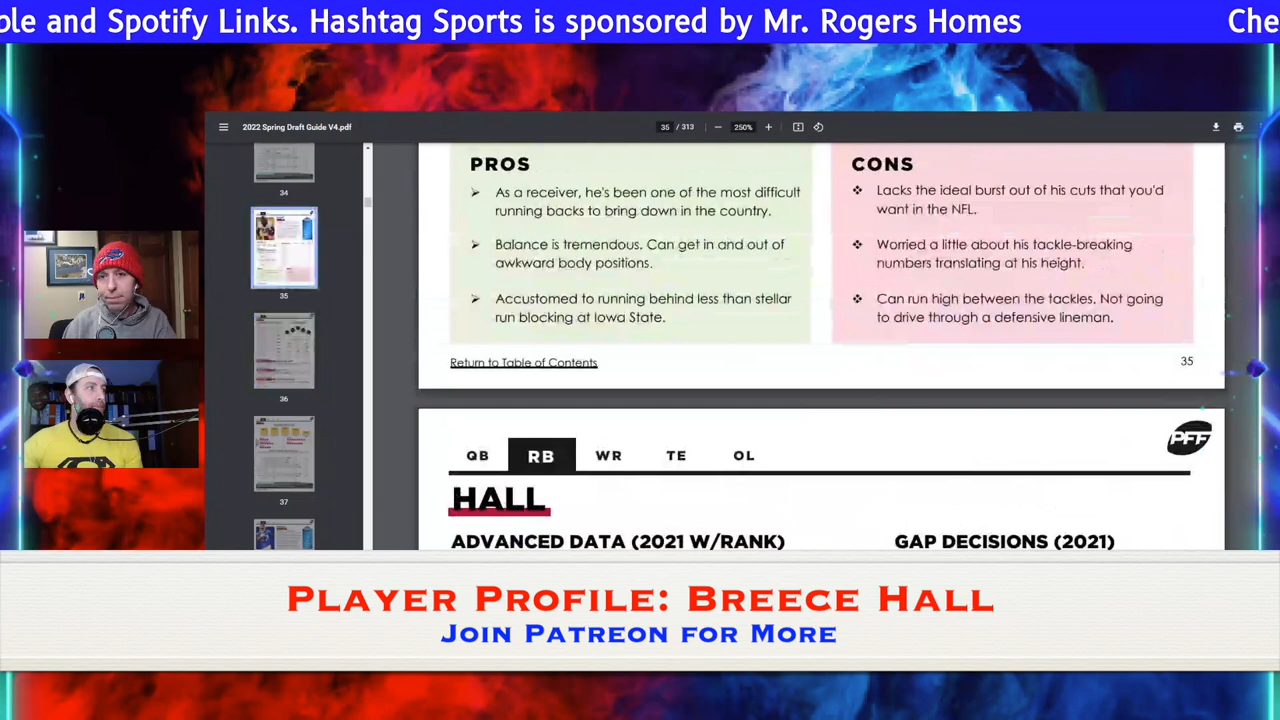 ple and Spotify Links. Hashtag Sports is sponsored by Mr. Rogers Homes
Che
2022 Spring Draft Guide V4.pdf
35 / 313
250%
34
35
36
37
PROS
As a receiver, he's been one of the most difficult
running backs to bring down in the country.
Balance is tremendous. Can get in and out of
awkward body positions.
Accustomed to running behind less than stellar
run blocking at Iowa State.
CONS
Lacks the ideal burst out of his cuts that you'd
want in the NFL.
Worried a little about his tackle-breaking
numbers translating at his height.
Can run high between the tackles. Not going
to drive through a defensive lineman.
Return to Table of Contents
35
PFF
QB RB WR TE OL
HALL
ADVANCED DATA (2021 W/RANK)
GAP DECISIONS (2021)
Player Profile: Breece Hall
Join Patreon for More